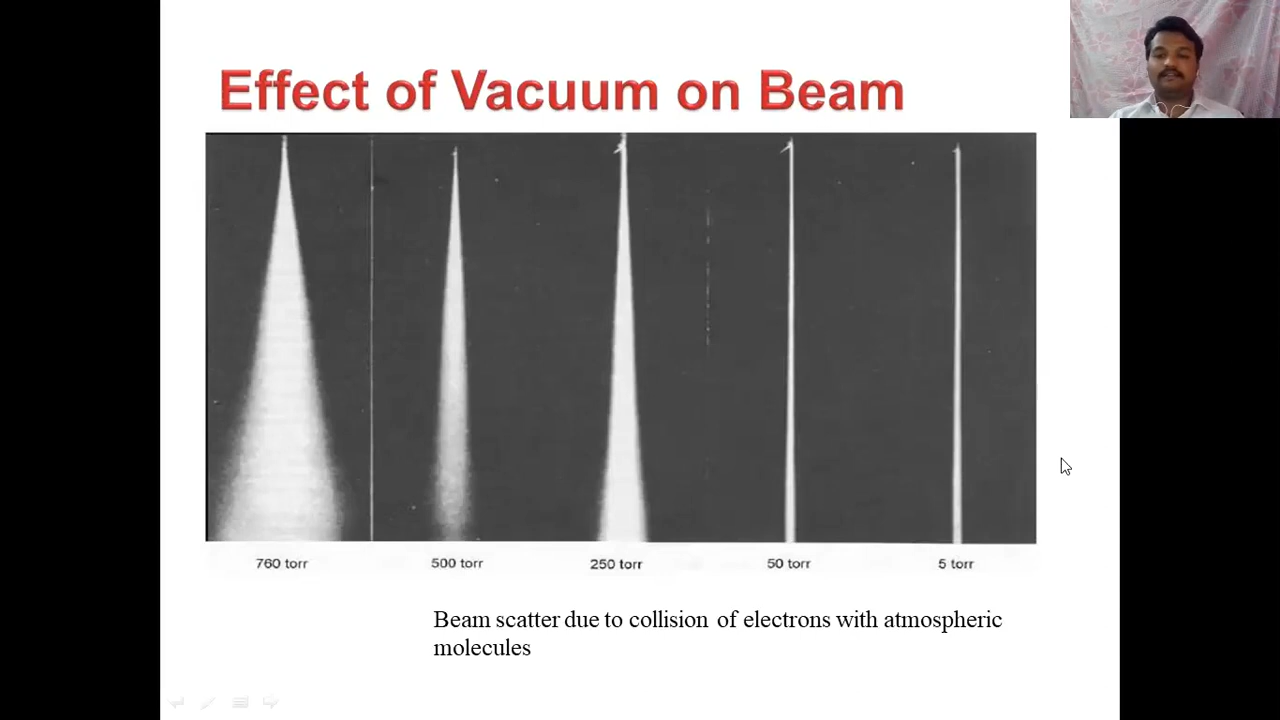 Effect of Vacuum on Beam
760 torr 500 torr 250 torr 50 torr 5 torr
Beam scatter due to collision of electrons with atmospheric
molecules